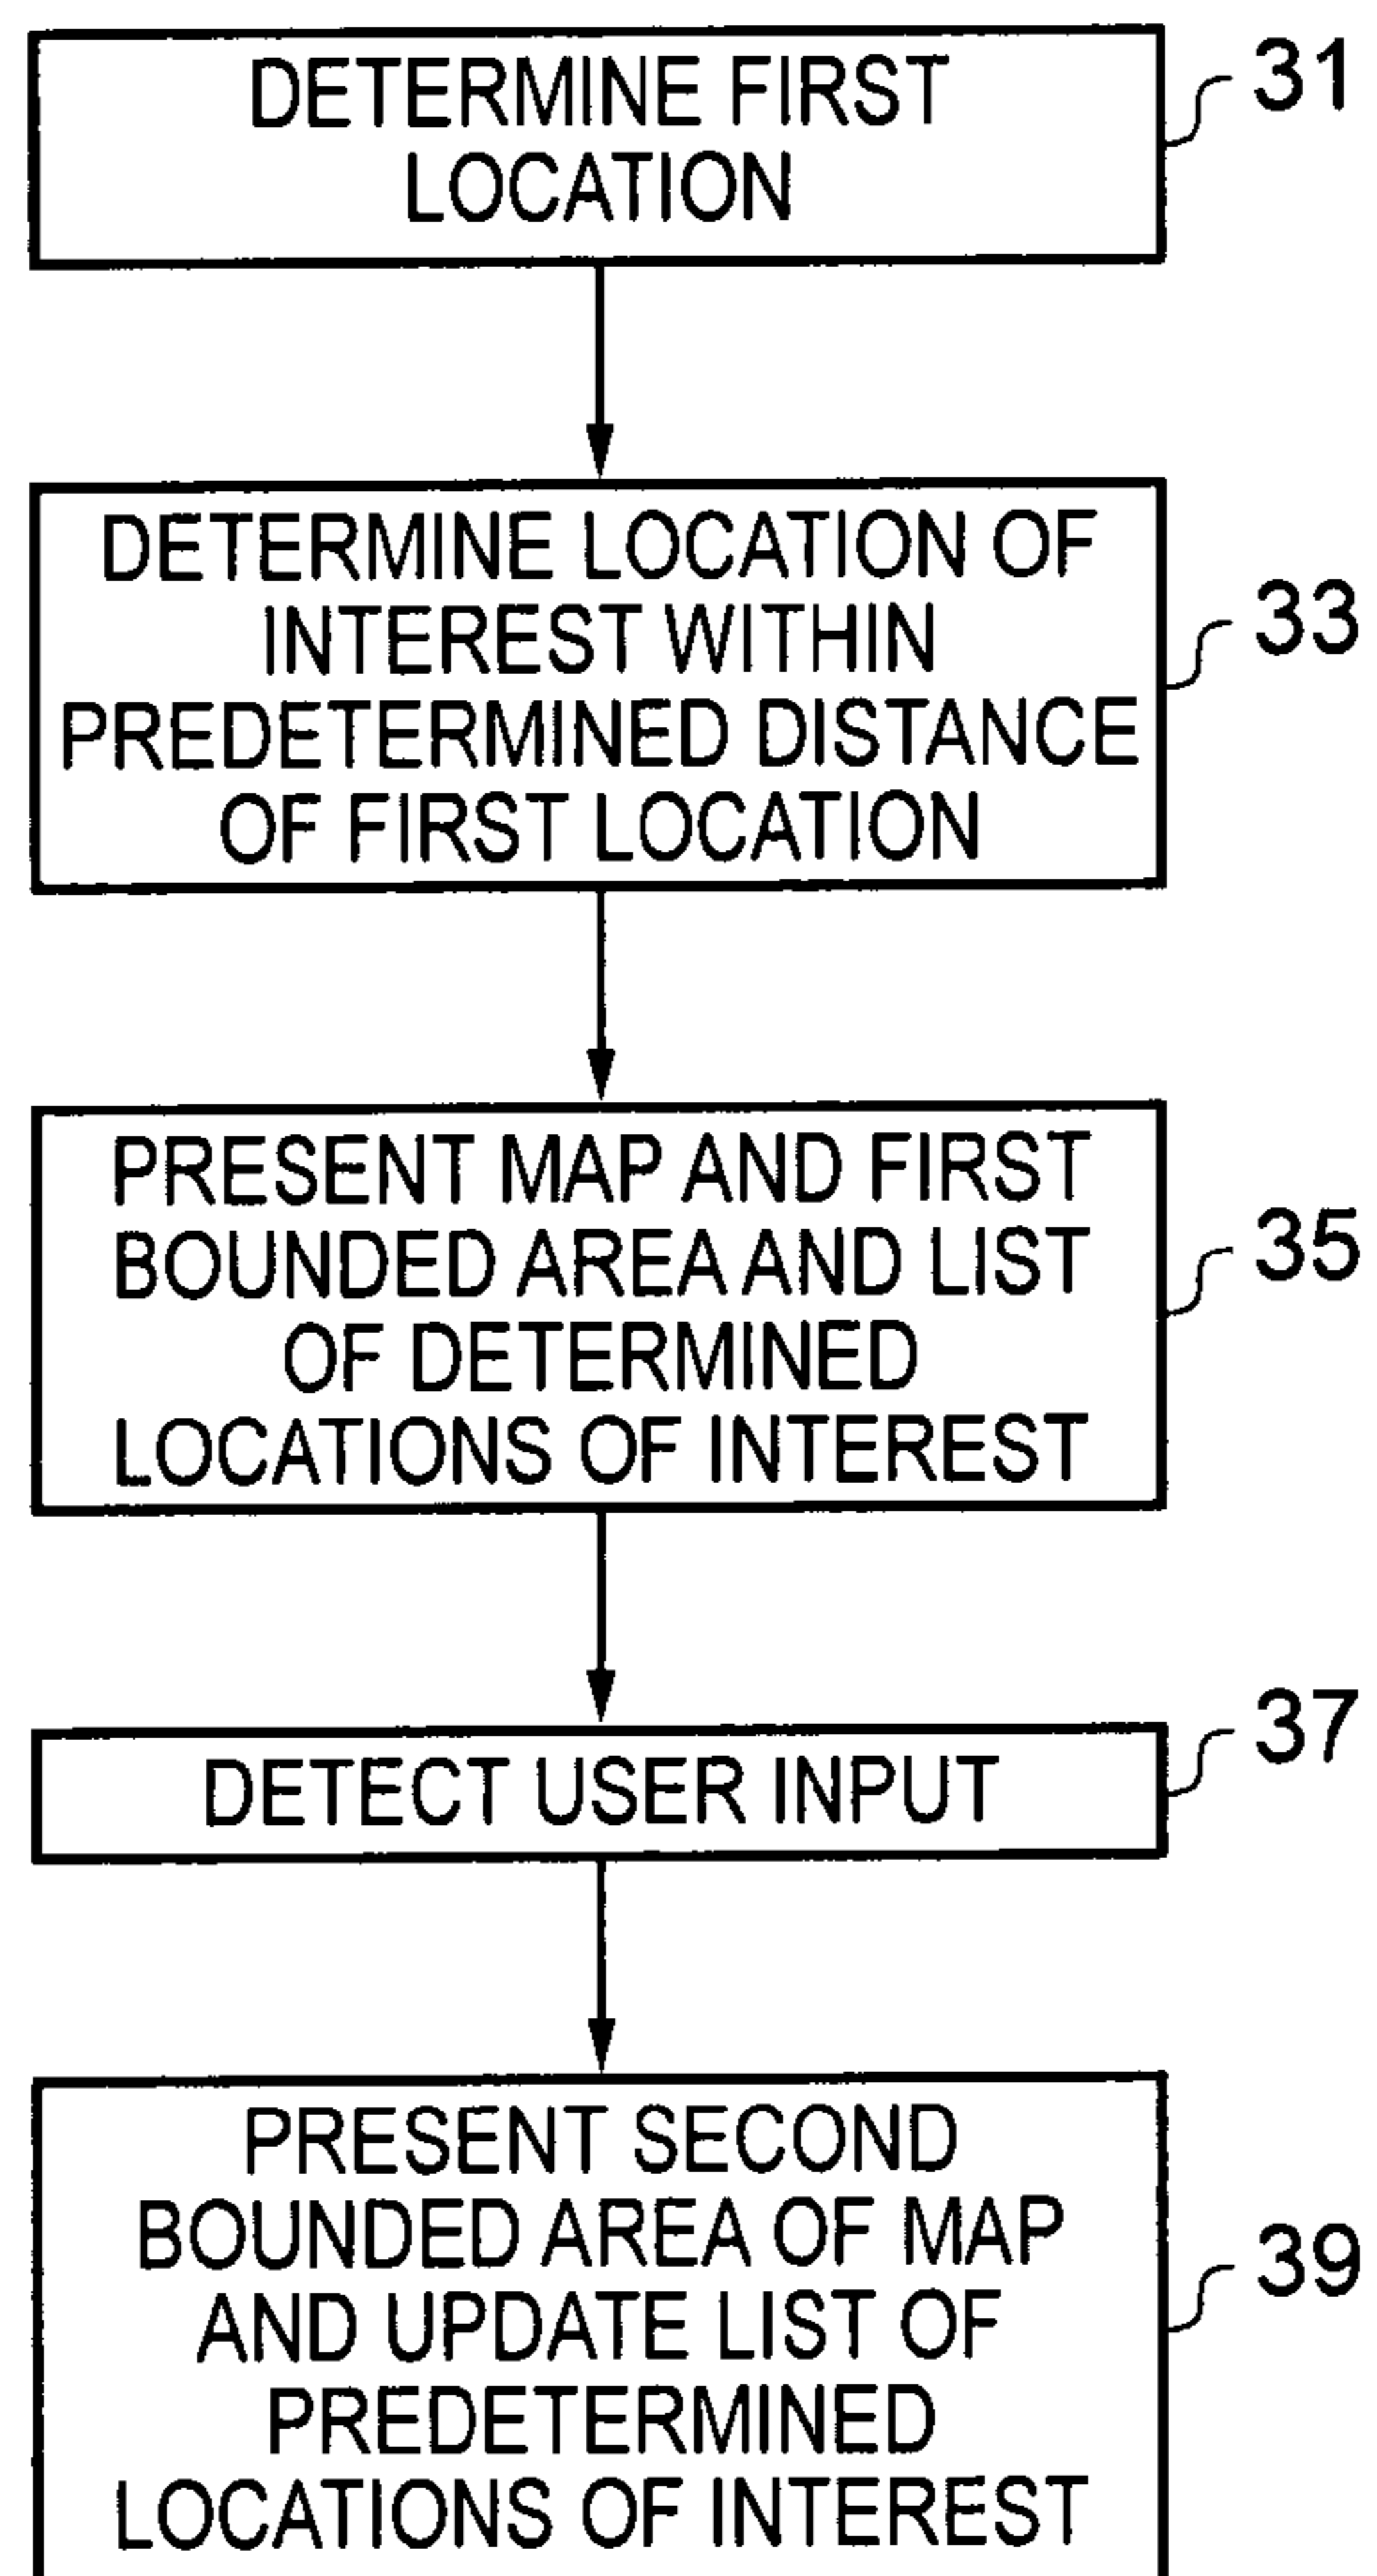 DETERMINE FIRST
LOCATION
31
DETERMINE LOCATION OF
INTEREST WITHIN
PREDETERMINED DISTANCE
OF FIRST LOCATION
33
PRESENT MAP AND FIRST
BOUNDED AREA AND LIST
OF DETERMINED
LOCATIONS OF INTEREST
35
DETECT USER INPUT
37
PRESENT SECOND
BOUNDED AREA OF MAP
AND UPDATE LIST OF
PREDETERMINED
LOCATIONS OF INTEREST
39